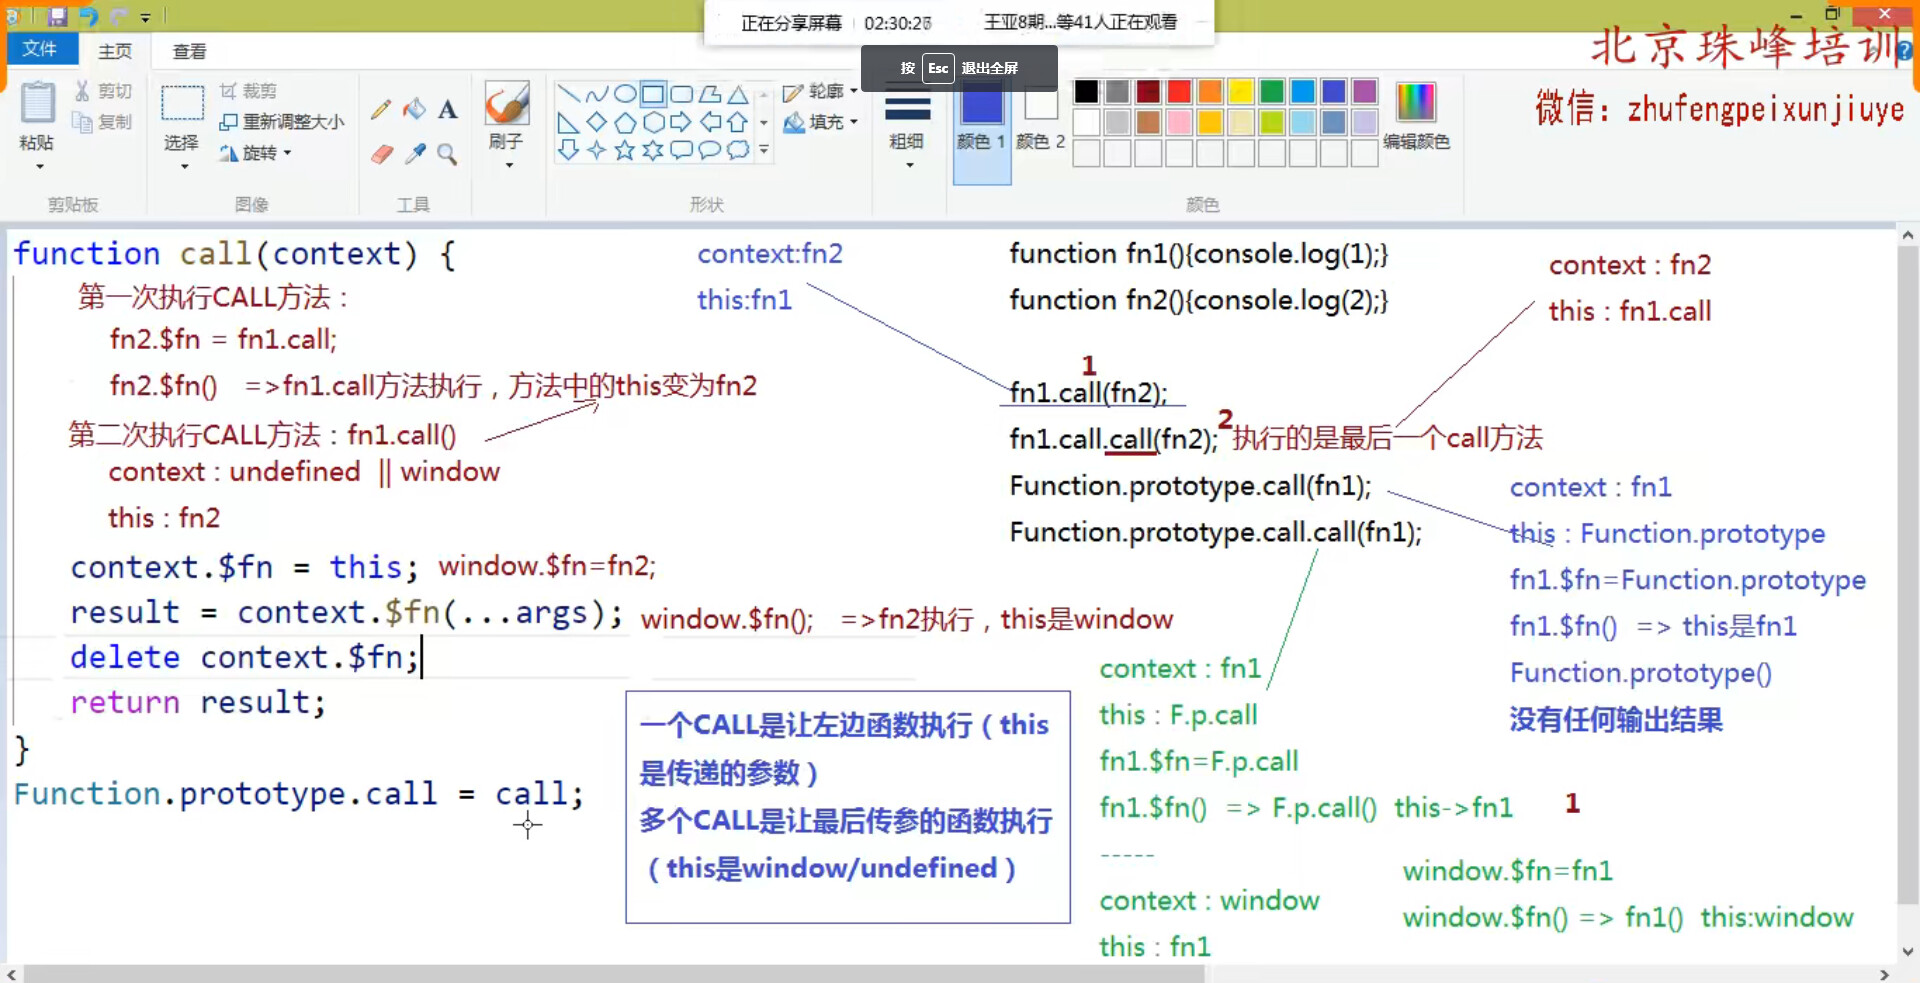 正在分享屏幕 02:30:26 王亚8期...等41人正在观看
按 Esc 退出全屏
北京珠峰培训
微信：zhufengpeixunjiuye
文件 主页 查看
粘贴
剪切
复制
剪贴板
选择
裁剪
重新调整大小
旋转
图像
A
工具
刷子
轮廓
填充
形状
粗细
颜色 1
颜色 2
编辑颜色
颜色
function call(context) {
第一次执行CALL方法：
fn2.$fn = fn1.call;
fn2.$fn() =>fn1.call方法执行，方法中的this变为fn2
第二次执行CALL方法：fn1.call()
context : undefined || window
this : fn2
context.$fn = this; window.$fn=fn2;
result = context.$fn(...args); window.$fn(); =>fn2执行，this是window
delete context.$fn;
return result;
}
Function.prototype.call = call;
context:fn2
this:fn1
function fn1(){console.log(1);}
function fn2(){console.log(2);}
1
fn1.call(fn2);
fn1.call.call(fn2); 2 执行的是最后一个call方法
Function.prototype.call(fn1);
Function.prototype.call.call(fn1);
context : fn2
this : fn1.call
context : fn1
this : Function.prototype
fn1.$fn=Function.prototype
fn1.$fn() => this是fn1
Function.prototype()
没有任何输出结果
一个CALL是让左边函数执行（this
是传递的参数）
多个CALL是让最后传参的函数执行
（this是window/undefined）
context : fn1
this : F.p.call
fn1.$fn=F.p.call
fn1.$fn() => F.p.call() this->fn1 1
-----
context : window
this : fn1
window.$fn=fn1
window.$fn() => fn1() this:window